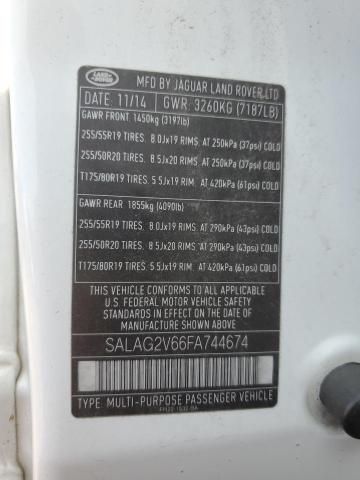 LAND ROVER
MFD BY JAGUAR LAND ROVER LTD
DATE: 11/14 GWR: 3260KG (7187LB)
GAWR FRONT: 1450kg (3197lb)
255/55R19 TIRES: 8.0Jx19 RIMS, AT 250kPa (37psi) COLD
255/50R20 TIRES: 8.5Jx20 RIMS, AT 250kPa (37psi) COLD
T175/80R19 TIRES: 5.5Jx19 RIM, AT 420kPa (61psi) COLD
GAWR REAR: 1855kg (4090lb)
255/55R19 TIRES: 8.0Jx19 RIMS, AT 290kPa (43psi) COLD
255/50R20 TIRES: 8.5Jx20 RIMS, AT 290kPa (43psi) COLD
T175/80R19 TIRES: 5.5Jx19 RIM, AT 420kPa (61psi) COLD
THIS VEHICLE CONFORMS TO ALL APPLICABLE
U.S. FEDERAL MOTOR VEHICLE SAFETY
STANDARDS IN EFFECT ON THE DATE OF
MANUFACTURE SHOWN ABOVE.
SALAG2V66FA744674
TYPE: MULTI-PURPOSE PASSENGER VEHICLE